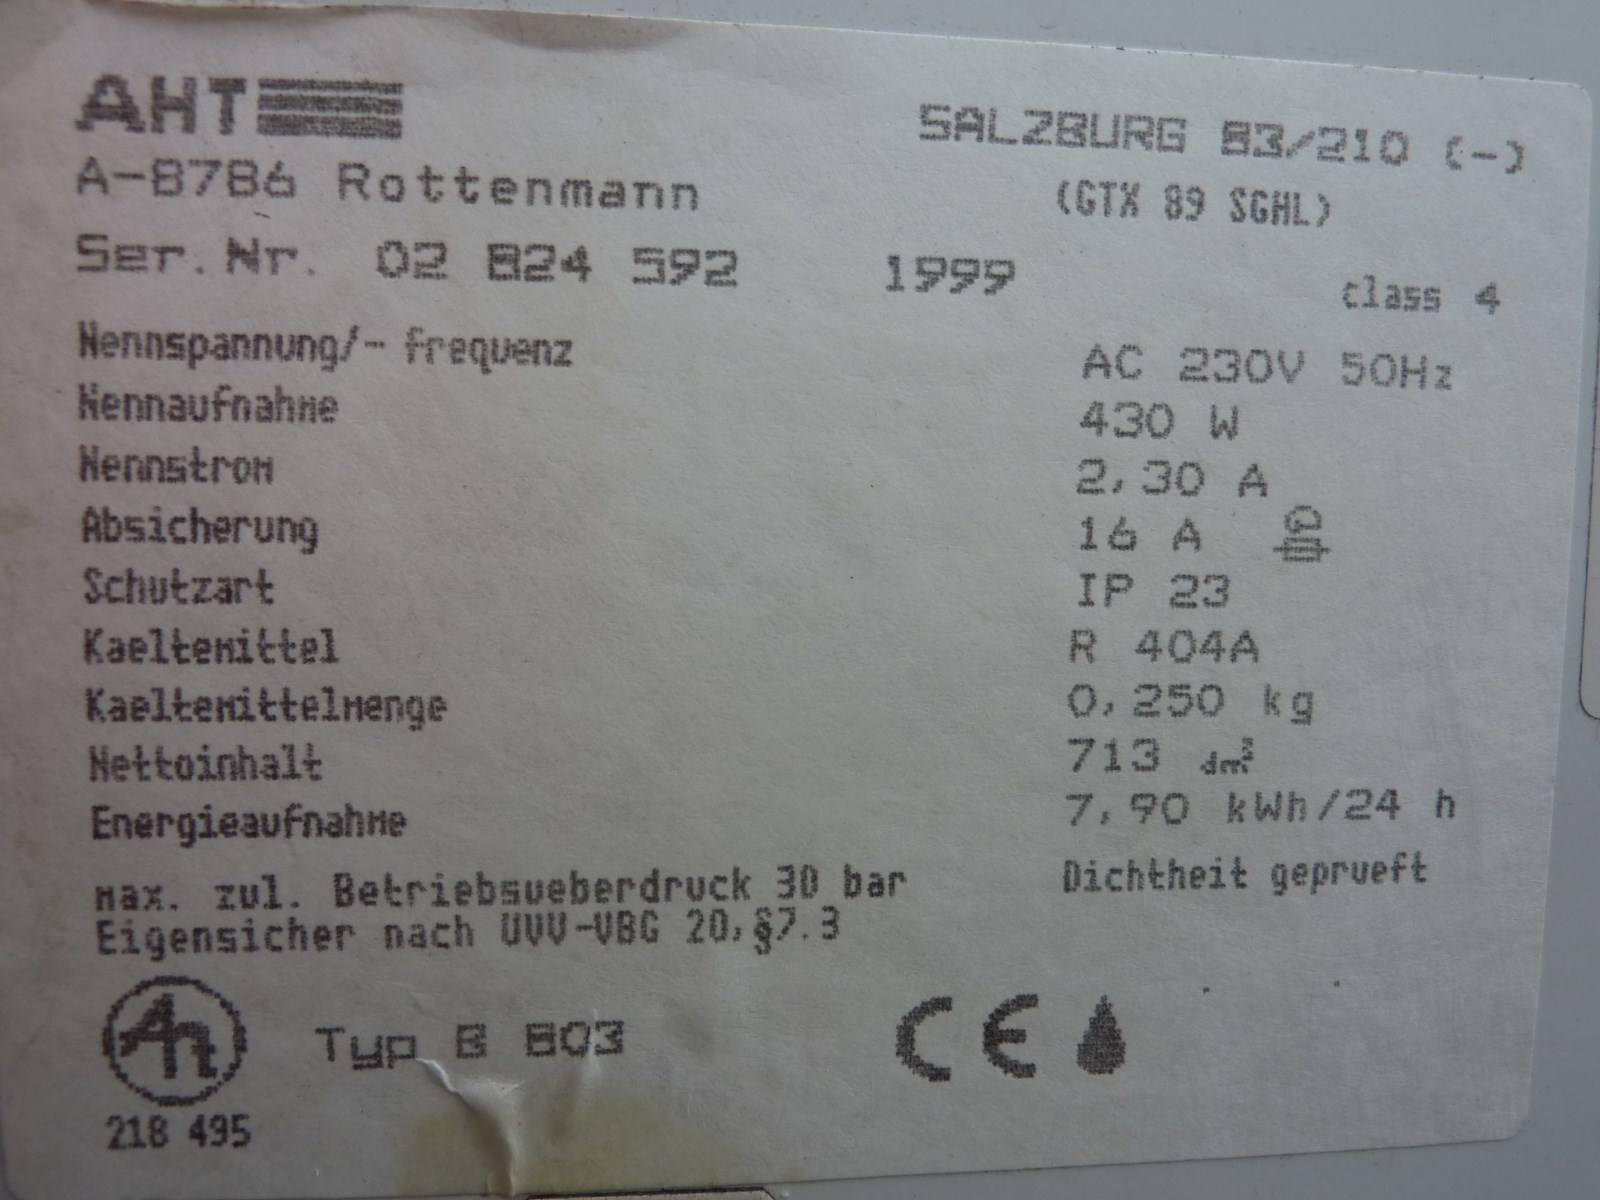 AHT
SALZBURG 83/210 (-)
A-8786 Rottenmann
(GTX 89 SGHL)
Ser.Nr. 02 824 592 1999
class 4
Nennspannung/- frequenz AC 230V 50Hz
Nennaufnahme 430 W
Nennstrom 2,30 A
Absicherung 16 A
Schutzart IP 23
Kaeltemittel R 404A
Kaeltemittelmenge 0,250 kg
Nettoinhalt 713 dm³
Energieaufnahme 7,90 kWh/24 h
max. zul. Betriebsueberdruck 30 bar Dichtheit geprueft
Eigensicher nach UVV-VBG 20,§7.3
Typ B 803 CE
218 495